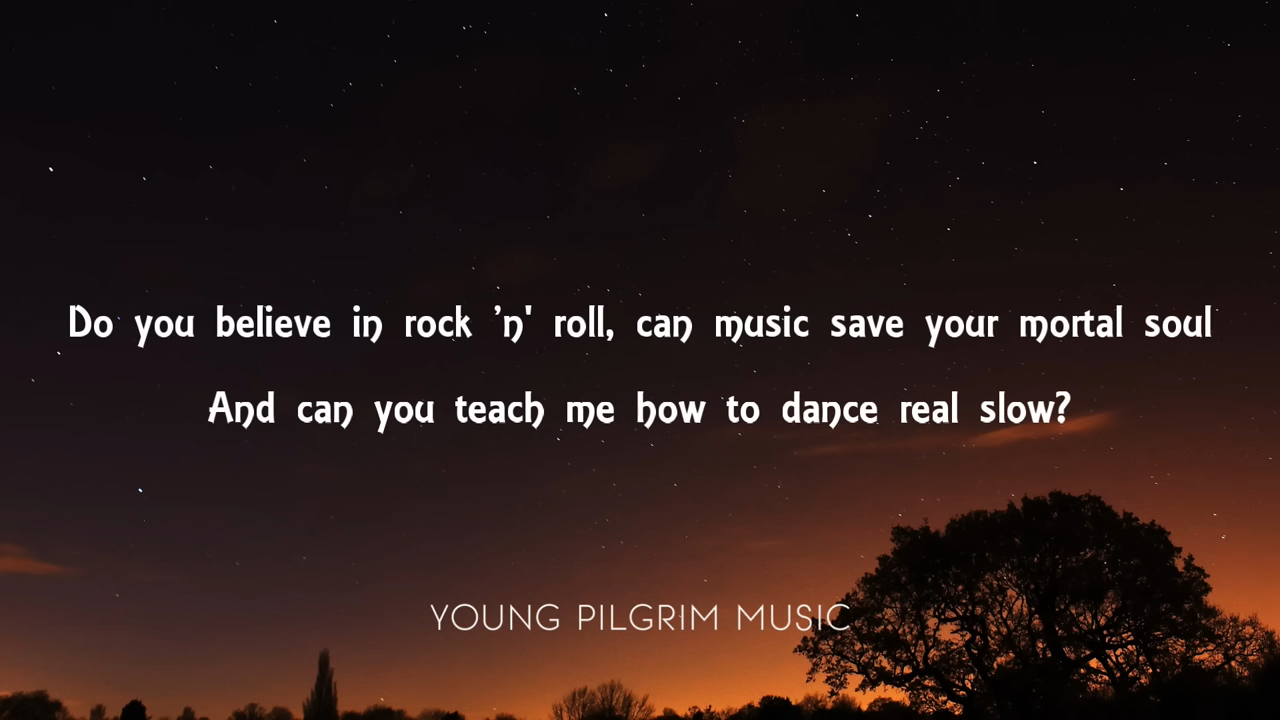 Do you believe in rock ’n' roll, can music save your mortal soul
And can you teach me how to dance real slow?
YOUNG PILGRIM MUSIC